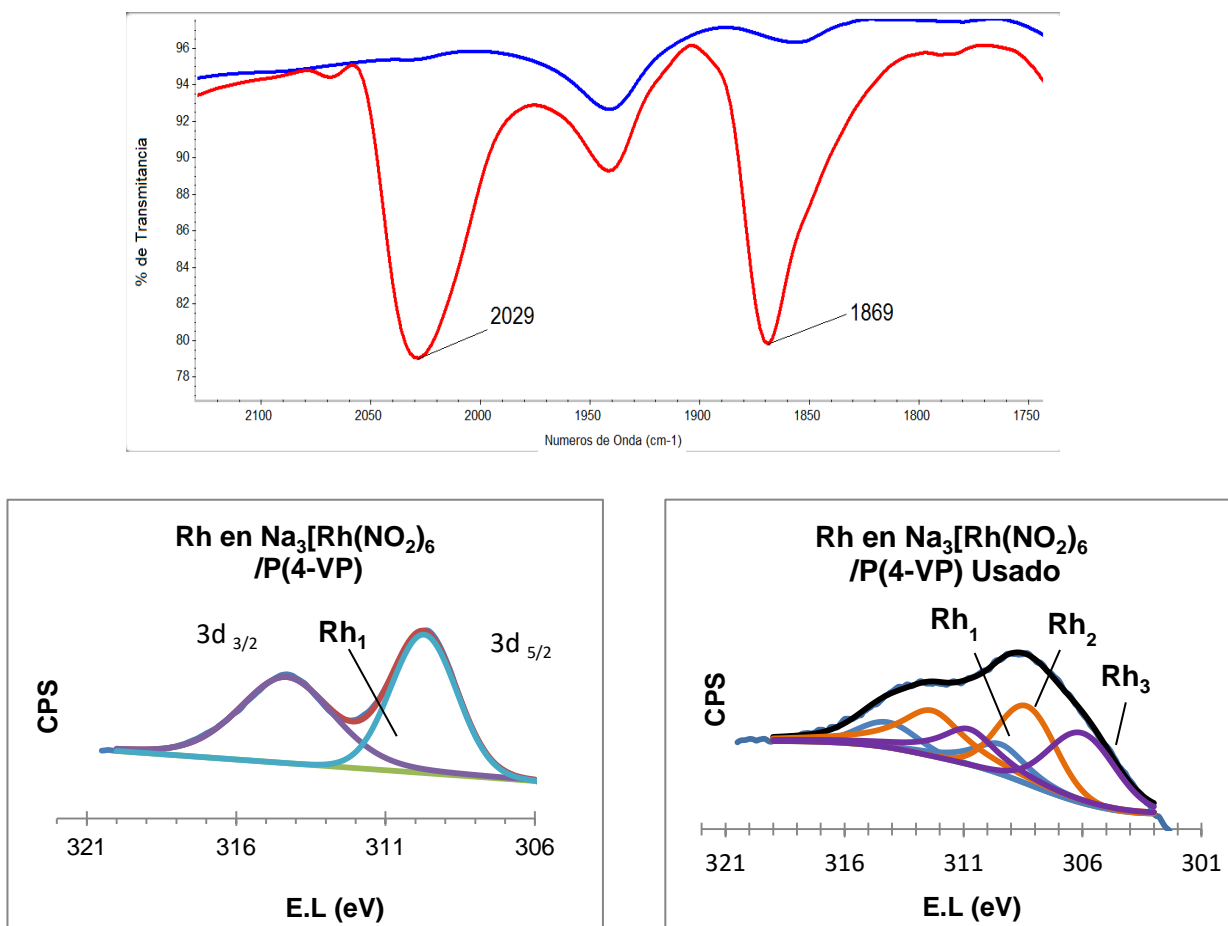 % de Transmitancia
96
94
92
90
88
86
84
82
80
78
2029
1869
2100
2050
2000
1950
1900
1850
1800
1750
Numeros de Onda (cm-1)
Rh en Na₃[Rh(NO₂)₆
/P(4-VP)
3d 3/2
Rh₁
3d 5/2
CPS
321
316
311
306
E.L (eV)
Rh en Na₃[Rh(NO₂)₆
/P(4-VP) Usado
Rh₁
Rh₂
Rh₃
CPS
321
316
311
306
301
E.L (eV)